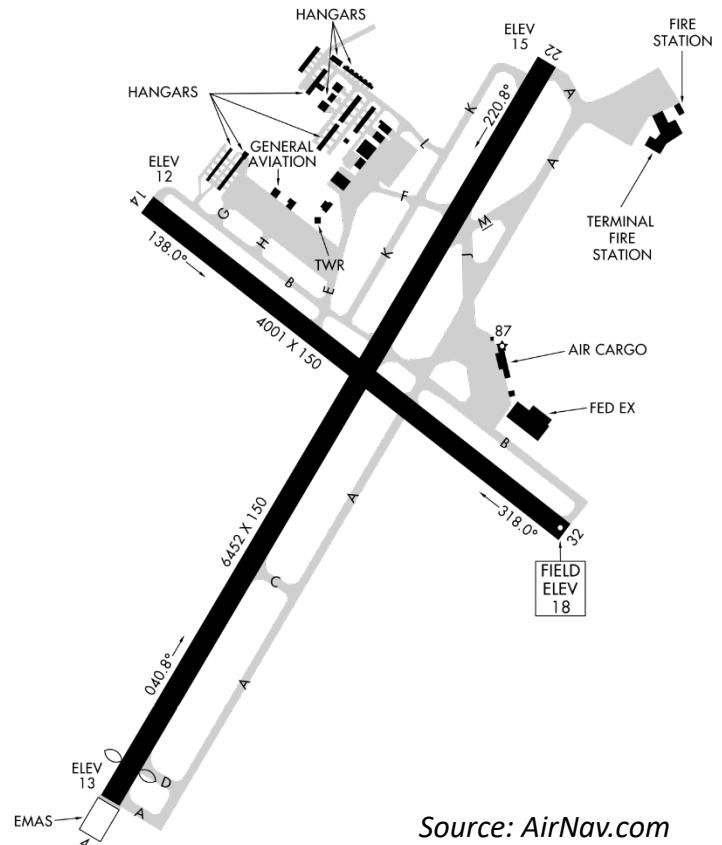 HANGARS
ELEV
15
22
FIRE
STATION
K
A
220.8°
HANGARS
L
A
GENERAL
AVIATION
ELEV
12
14
F
M
TERMINAL
FIRE
STATION
G
H
TWR
K
J
138.0°
B
E
4001 X 150
87
AIR CARGO
FED EX
B
A
318.0°
32
6452 X 150
FIELD
ELEV
18
C
040.8°
A
ELEV
13
D
A
EMAS
4
Source: AirNav.com